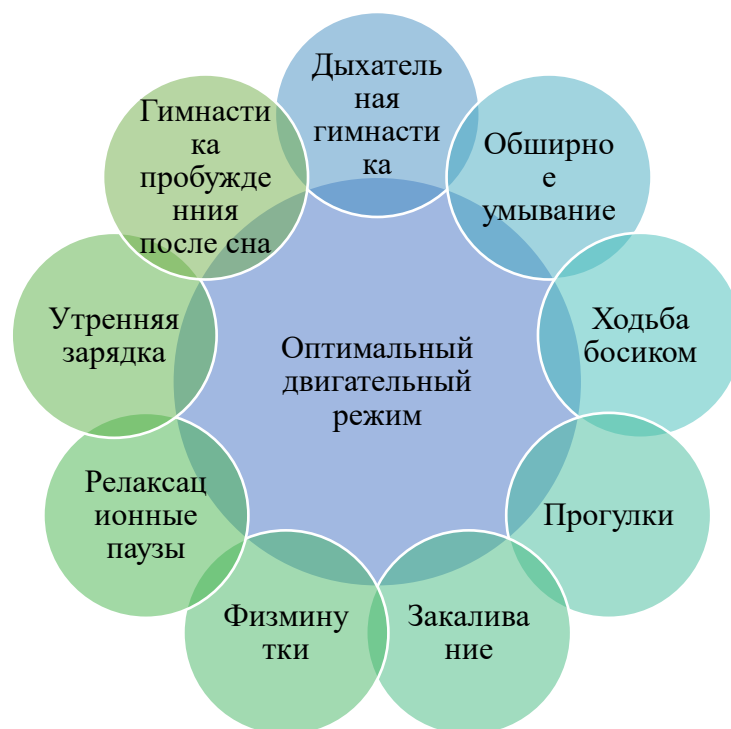 Дыхатель
ная
гимнасти
ка
Обширно
е
умывание
Ходьба
босиком
Прогулки
Закалива
ние
Физмину
тки
Релаксац
ионные
паузы
Утренняя
зарядка
Гимнасти
ка
пробужде
нния
после сна
Оптимальный
двигательный
режим